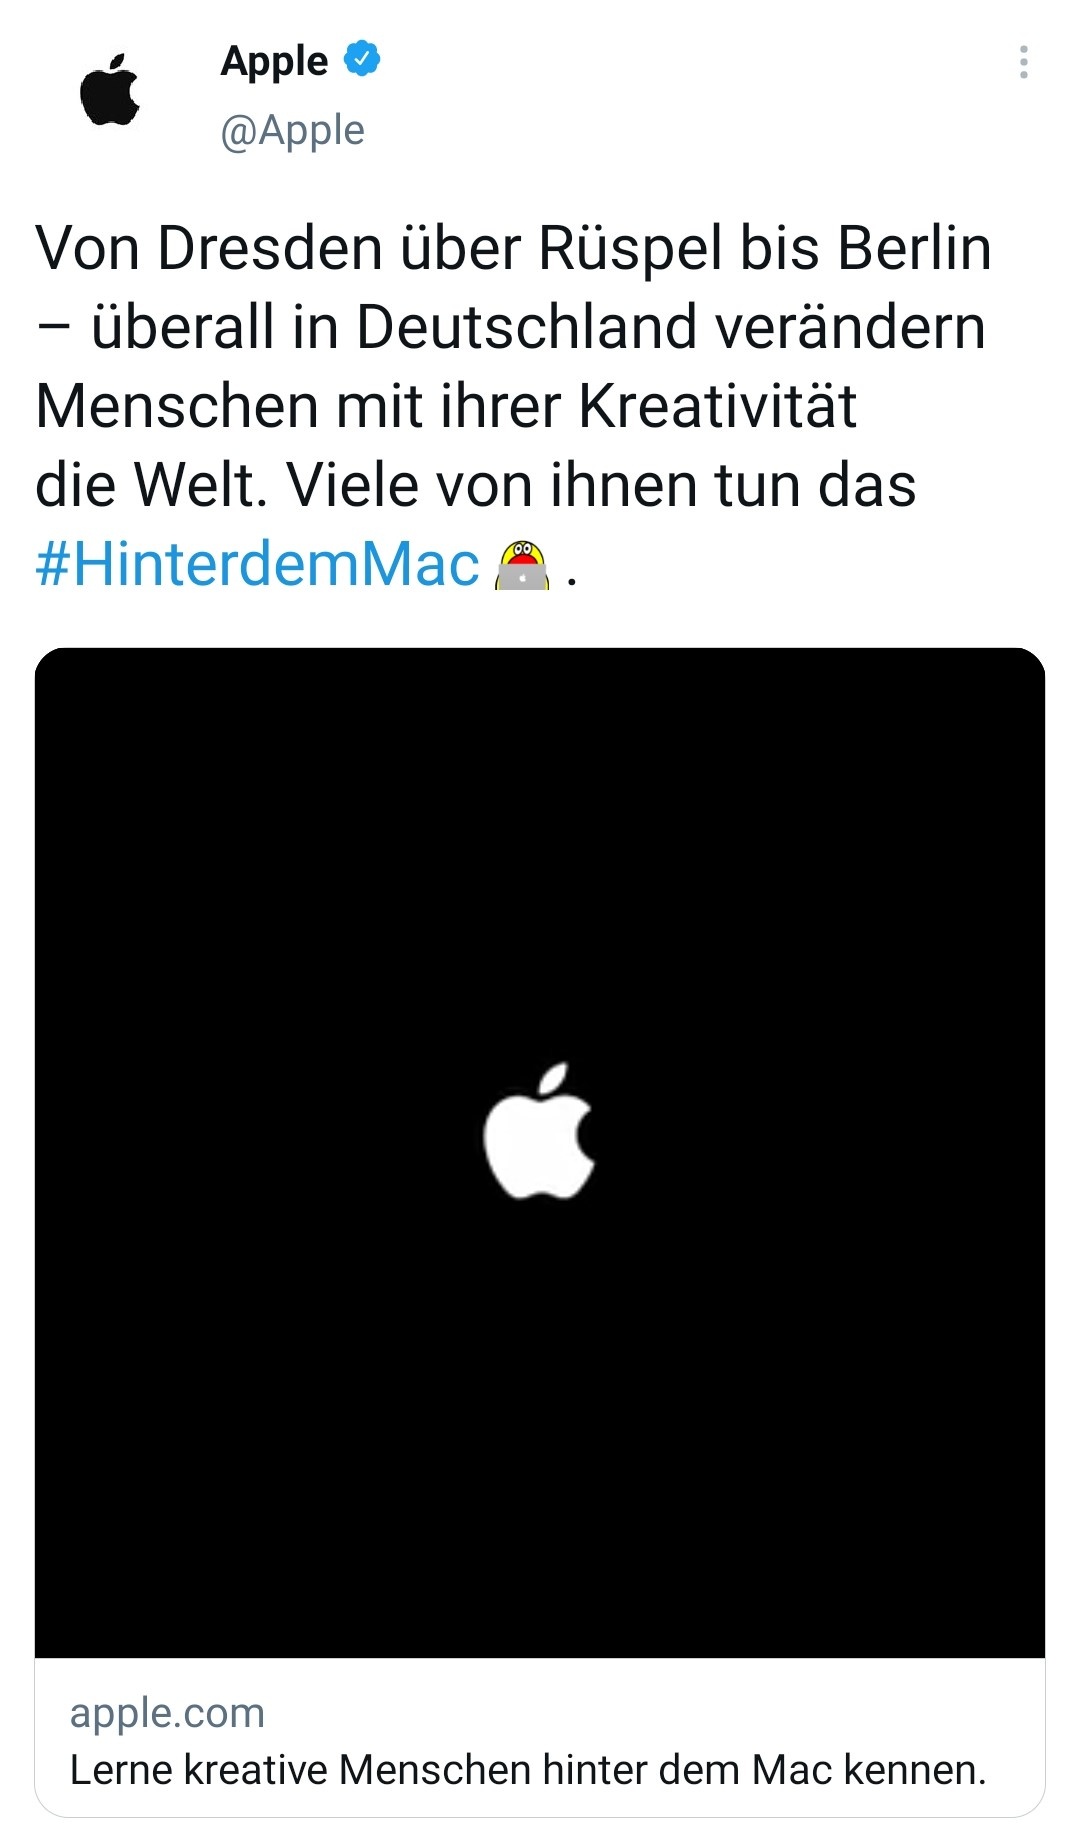 Apple
@Apple
Von Dresden über Rüspel bis Berlin
– überall in Deutschland verändern
Menschen mit ihrer Kreativität
die Welt. Viele von ihnen tun das
#HinterdemMac .
apple.com
Lerne kreative Menschen hinter dem Mac kennen.